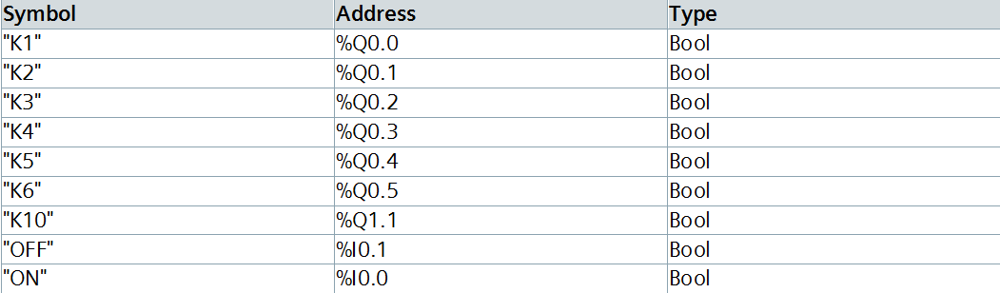 Symbol Address Type
"K1" %Q0.0 Bool
"K2" %Q0.1 Bool
"K3" %Q0.2 Bool
"K4" %Q0.3 Bool
"K5" %Q0.4 Bool
"K6" %Q0.5 Bool
"K10" %Q1.1 Bool
"OFF" %I0.1 Bool
"ON" %I0.0 Bool